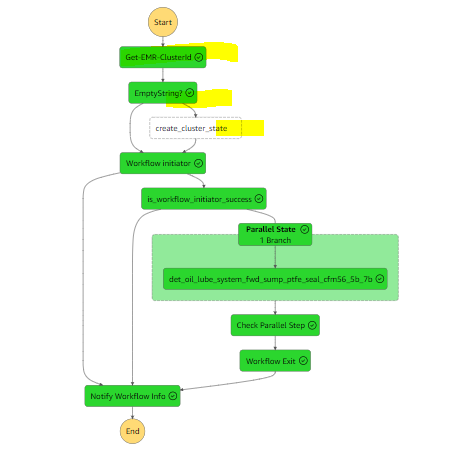 Start
Get-EMR-ClusterId
EmptyString?
create_cluster_state
Workflow initiator
is_workflow_initiator_success
Parallel State
1 Branch
det_oil_lube_system_fwd_sump_ptfe_seal_cfm56_5b_7b
Check Parallel Step
Workflow Exit
Notify Workflow Info
End